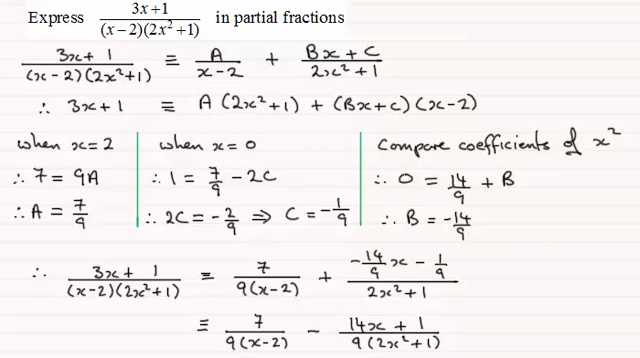 Express (3x+1)/((x−2)(2x²+1)) in partial fractions
(3x+1)/((x−2)(2x²+1)) ≡ A/(x−2) + (Bx+C)/(2x²+1)
∴ 3x+1 ≡ A(2x²+1) + (Bx+C)(x−2)
when x=2
∴ 7 = 9A
∴ A = 7/9
when x=0
∴ 1 = 7/9 − 2C
∴ 2C = −2/9 ⇒ C = −1/9
Compare coefficients of x²
∴ 0 = 14/9 + B
∴ B = −14/9
∴ (3x+1)/((x−2)(2x²+1)) ≡ 7/(9(x−2)) + (−14/9 x − 1/9)/(2x²+1)
≡ 7/(9(x−2)) − (14x+1)/(9(2x²+1))